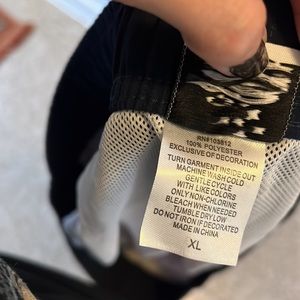 RN#103812
100% POLYESTER
EXCLUSIVE OF DECORATION
TURN GARMENT INSIDE OUT
MACHINE WASH COLD
GENTLE CYCLE
WITH LIKE COLORS
ONLY NON-CHLORINE
BLEACH WHEN NEEDED
TUMBLE DRY LOW
DO NOT IRON IF DECORATED
MADE IN CHINA
XL